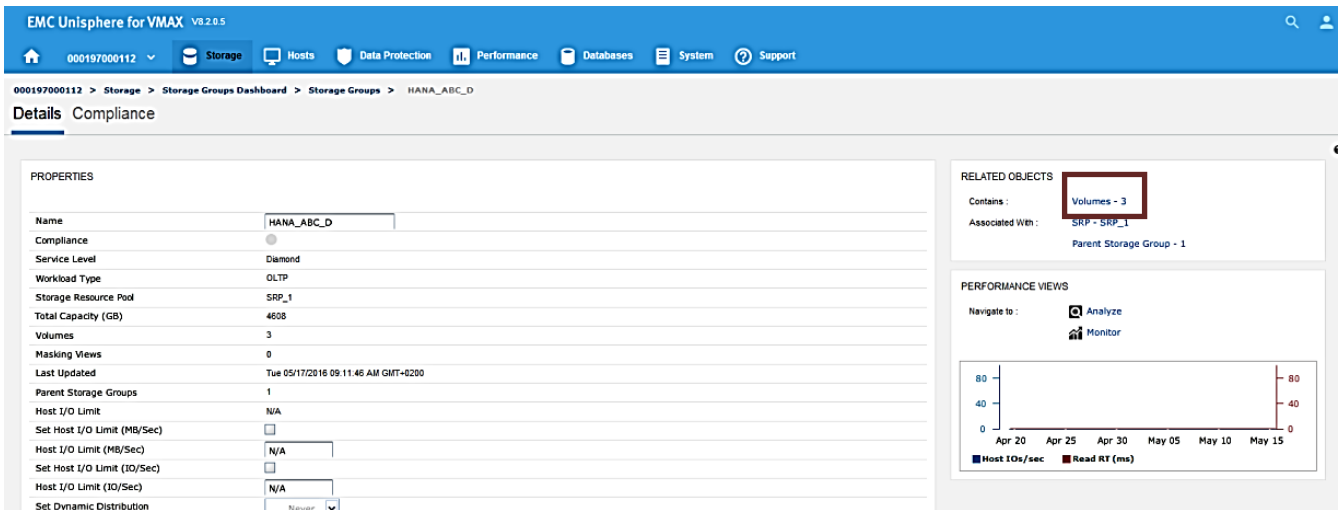 EMC Unisphere for VMAX V8.2.0.5
000197000112 Storage Hosts Data Protection Performance Databases System Support
000197000112 > Storage > Storage Groups Dashboard > Storage Groups > HANA_ABC_D
Details Compliance
PROPERTIES
Name HANA_ABC_D
Compliance
Service Level Diamond
Workload Type OLTP
Storage Resource Pool SRP_1
Total Capacity (GB) 4608
Volumes 3
Masking Views 0
Last Updated Tue 05/17/2016 09:11:46 AM GMT+0200
Parent Storage Groups 1
Host I/O Limit N/A
Set Host I/O Limit (MB/Sec)
Host I/O Limit (MB/Sec) N/A
Set Host I/O Limit (IO/Sec)
Host I/O Limit (IO/Sec) N/A
Set Dynamic Distribution Never
RELATED OBJECTS
Contains : Volumes - 3
Associated With : SRP - SRP_1
Parent Storage Group - 1
PERFORMANCE VIEWS
Navigate to : Analyze
Monitor
80 80
40 40
0 0
Apr 20 Apr 25 Apr 30 May 05 May 10 May 15
Host IOs/sec Read RT (ms)